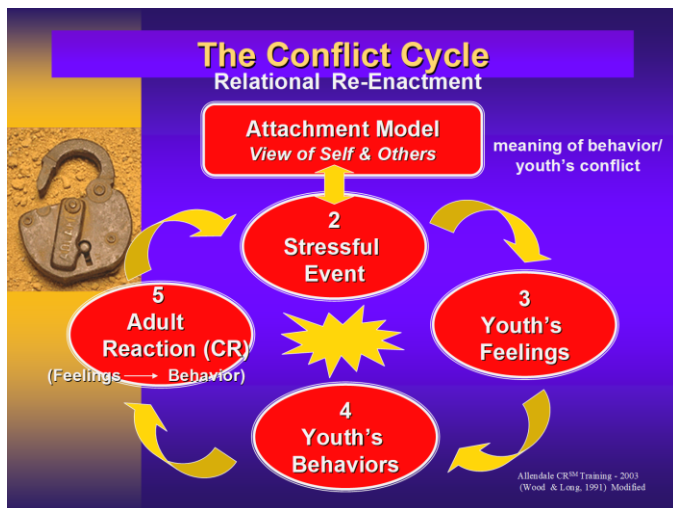 The Conflict Cycle
Relational Re-Enactment
Attachment Model
View of Self & Others
meaning of behavior/
youth's conflict
2
Stressful
Event
3
Youth's
Feelings
4
Youth's
Behaviors
5
Adult
Reaction (CR)
(Feelings → Behavior)
Allendale CR℠ Training - 2003
(Wood & Long, 1991) Modified